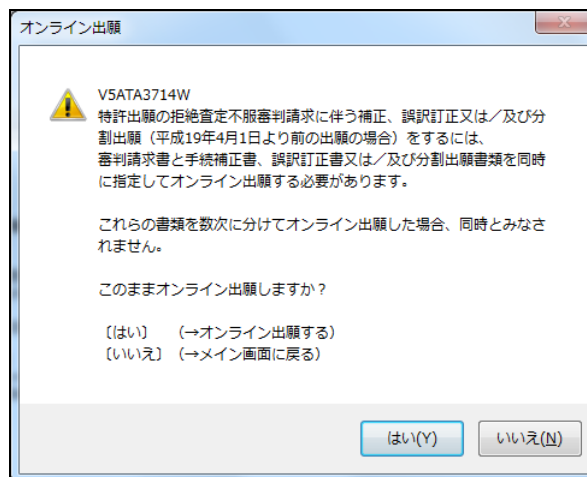 オンライン出願
V5ATA3714W
特許出願の拒絶査定不服審判請求に伴う補正、誤訳訂正又は／及び分
割出願（平成19年4月1日より前の出願の場合）をするには、
審判請求書と手続補正書、誤訳訂正書又は／及び分割出願書類を同時
に指定してオンライン出願する必要があります。
これらの書類を数次に分けてオンライン出願した場合、同時とみなさ
れません。
このままオンライン出願しますか？
〔はい〕　（→オンライン出願する）
〔いいえ〕（→メイン画面に戻る）
はい(Y)　いいえ(N)